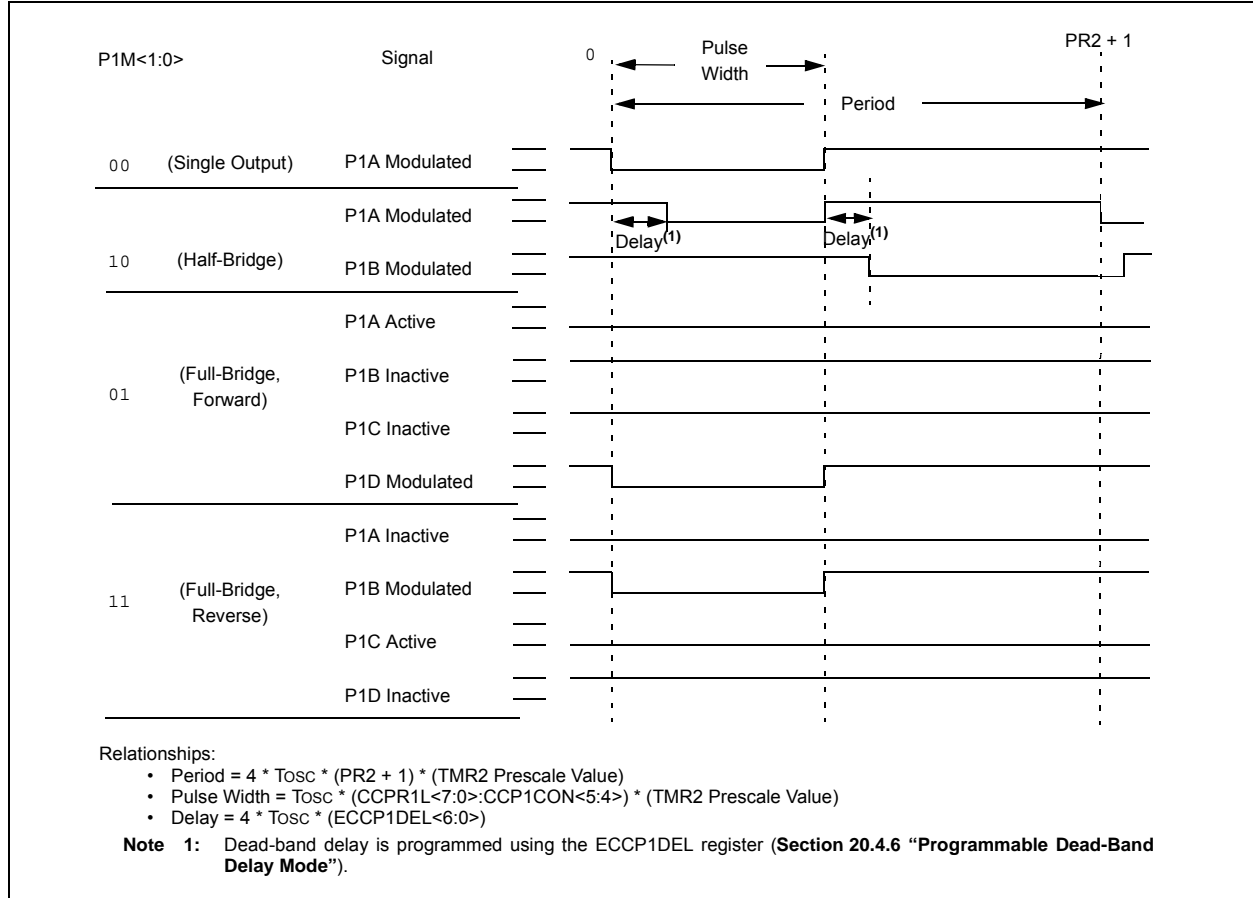 P1M<1:0> Signal 0 Pulse Width PR2 + 1
Period
00 (Single Output) P1A Modulated
P1A Modulated
Delay(1) Delay(1)
10 (Half-Bridge) P1B Modulated
P1A Active
(Full-Bridge, Forward) P1B Inactive
01
P1C Inactive
P1D Modulated
P1A Inactive
(Full-Bridge, Reverse) P1B Modulated
11
P1C Active
P1D Inactive
Relationships:
• Period = 4 * TOSC * (PR2 + 1) * (TMR2 Prescale Value)
• Pulse Width = TOSC * (CCPR1L<7:0>:CCP1CON<5:4>) * (TMR2 Prescale Value)
• Delay = 4 * TOSC * (ECCP1DEL<6:0>)
Note 1: Dead-band delay is programmed using the ECCP1DEL register (Section 20.4.6 “Programmable Dead-Band
Delay Mode”).